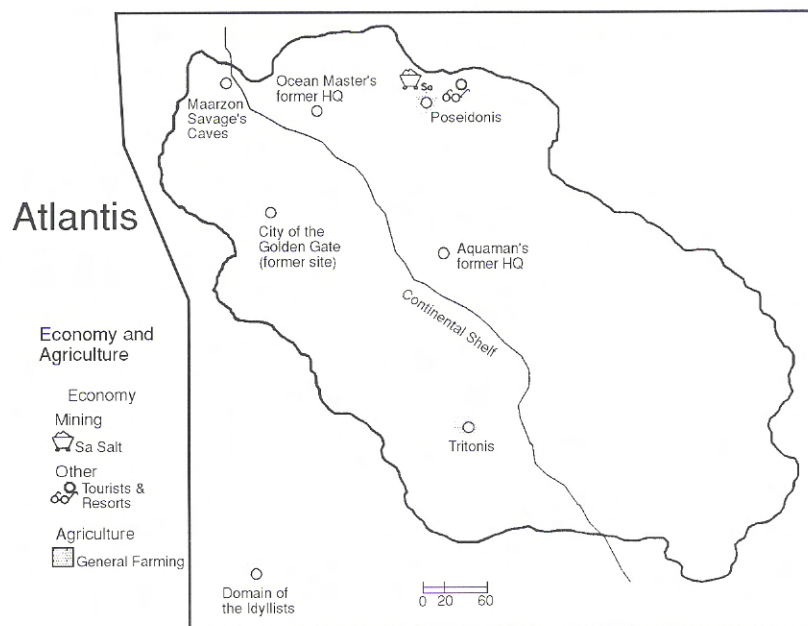 Atlantis
Economy and
Agriculture
Economy
Mining
Sa Salt
Other
Tourists &
Resorts
Agriculture
General Farming
Maarzon
Savage's
Caves
Ocean Master's
former HQ
Sa
Poseidonis
City of the
Golden Gate
(former site)
Aquaman's
former HQ
Continental Shelf
Tritonis
Domain of
the Idyllists
0 20 60